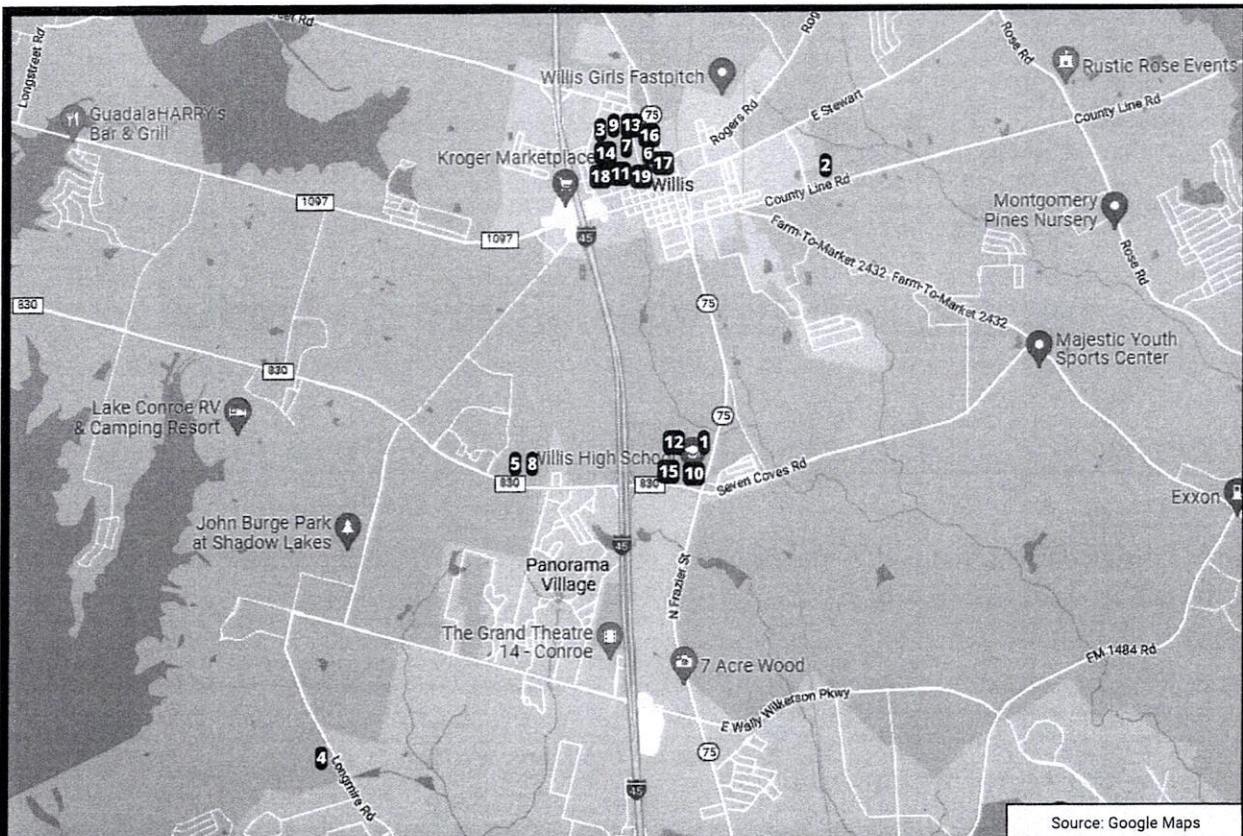 Longstreet Rd
Rd
Rog
Willis Girls Fastpitch
Rose Rd
Rustic Rose Events
GuadalaHARRY's
Bar & Grill
75
Rogers Rd
E Stewart
County Line Rd
3 9 13
16
7
14 6 17
Kroger Marketplace
18 11 19
Willis
2
County Line Rd
1097
1097
45
Montgomery
Pines Nursery
Farm-To-Market 2432
Farm-To-Market 2432
Rose Rd
830
75
Majestic Youth
Sports Center
830
Lake Conroe RV
& Camping Resort
75
12 1
5 8 Willis High School
15 10
830
830
Seven Coves Rd
Exxon
John Burge Park
at Shadow Lakes
45
Panorama
Village
N Frazier St
The Grand Theatre
14 - Conroe
7 Acre Wood
FM 1484 Rd
E Wally Wilkerson Pkwy
4
Longmire Rd
75
45
Source: Google Maps